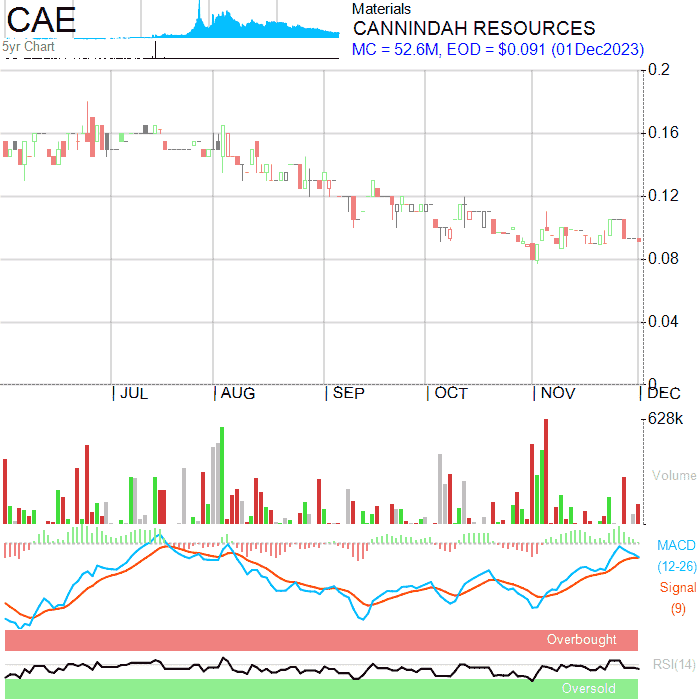 CAE
5yr Chart
Materials
CANNINDAH RESOURCES
MC = 52.6M, EOD = $0.091 (01Dec2023)
0.2
0.16
0.12
0.08
0.04
0
JUL AUG SEP OCT NOV DEC
628k
Volume
MACD
(12-26)
Signal
(9)
Overbought
RSI(14)
Oversold